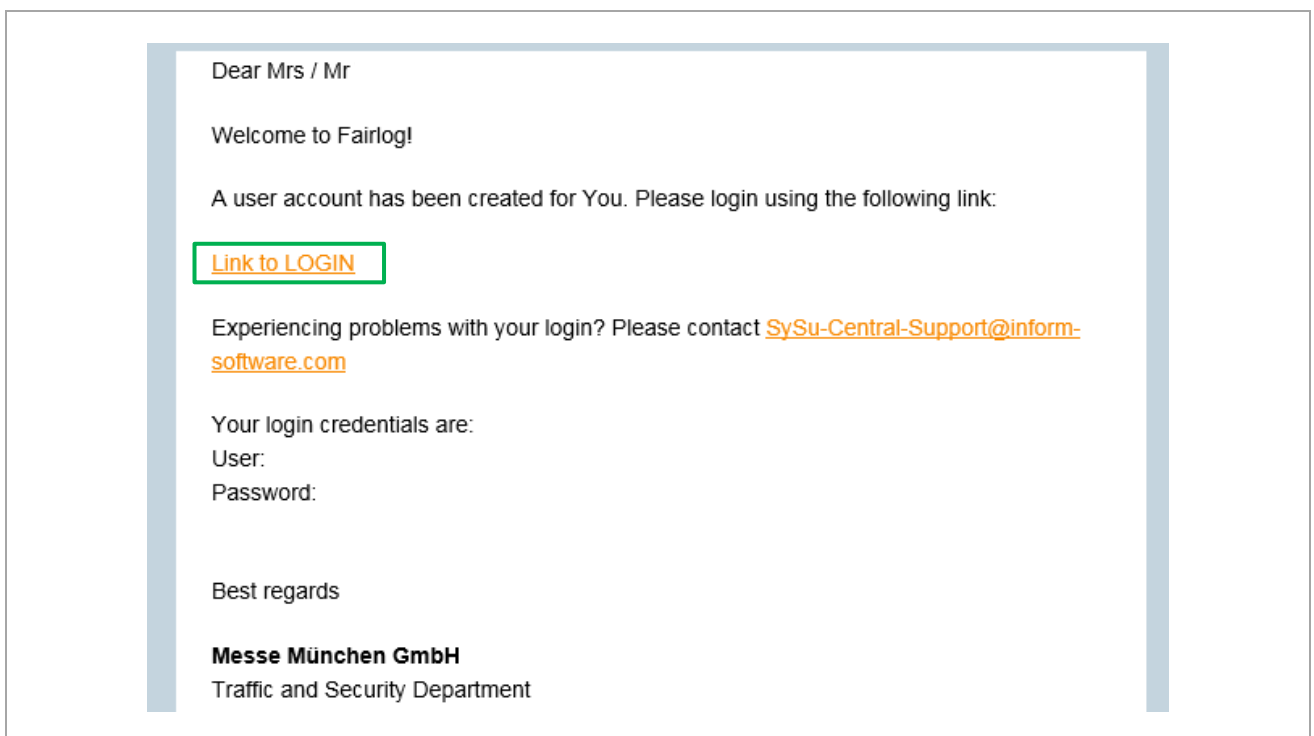 Dear Mrs / Mr
Welcome to Fairlog!
A user account has been created for You. Please login using the following link:
Link to LOGIN
Experiencing problems with your login? Please contact SySu-Central-Support@inform-
software.com
Your login credentials are:
User:
Password:
Best regards
Messe München GmbH
Traffic and Security Department